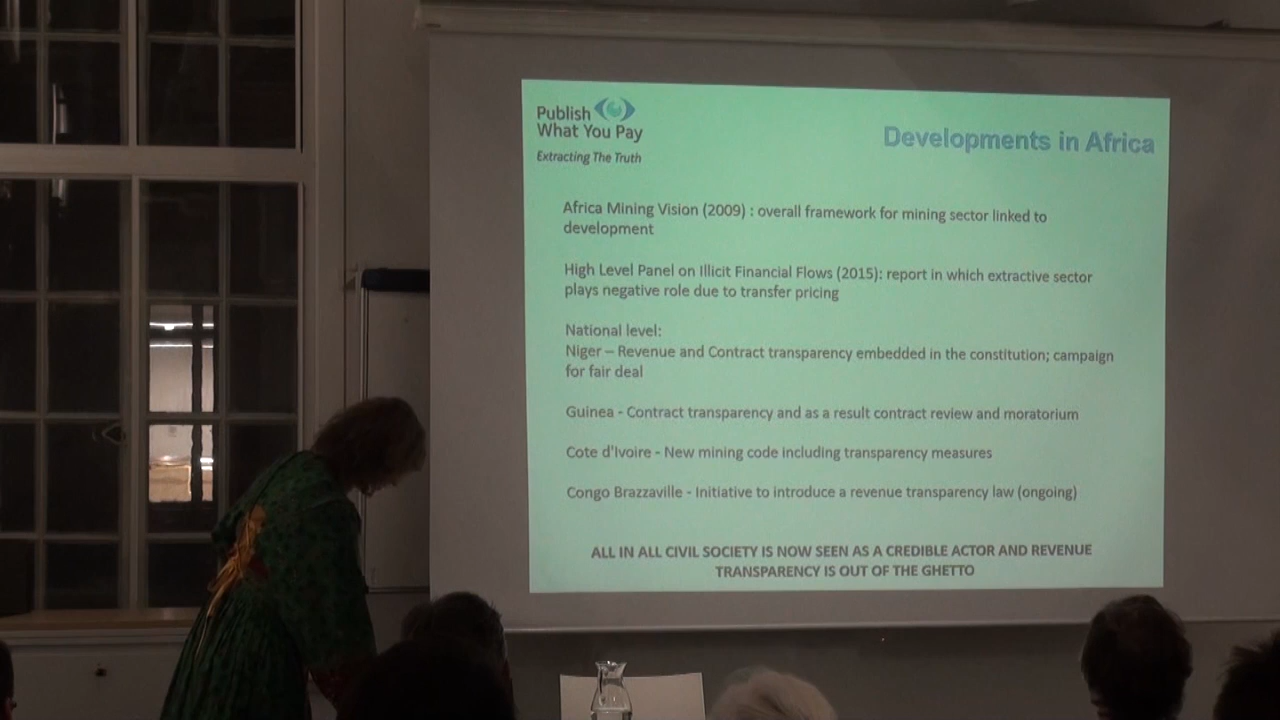 Publish
What You Pay
Extracting The Truth
Developments in Africa
Africa Mining Vision (2009) : overall framework for mining sector linked to
development
High Level Panel on Illicit Financial Flows (2015): report in which extractive sector
plays negative role due to transfer pricing
National level:
Niger – Revenue and Contract transparency embedded in the constitution; campaign
for fair deal
Guinea - Contract transparency and as a result contract review and moratorium
Cote d'Ivoire - New mining code including transparency measures
Congo Brazzaville - Initiative to introduce a revenue transparency law (ongoing)
ALL IN ALL CIVIL SOCIETY IS NOW SEEN AS A CREDIBLE ACTOR AND REVENUE
TRANSPARENCY IS OUT OF THE GHETTO